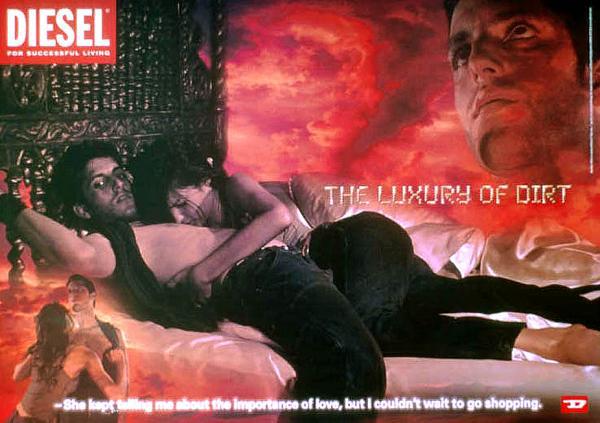 DIESEL
FOR SUCCESSFUL LIVING
THE LUXURY OF DIRT
–She kept telling me about the importance of love, but I couldn't wait to go shopping.
D